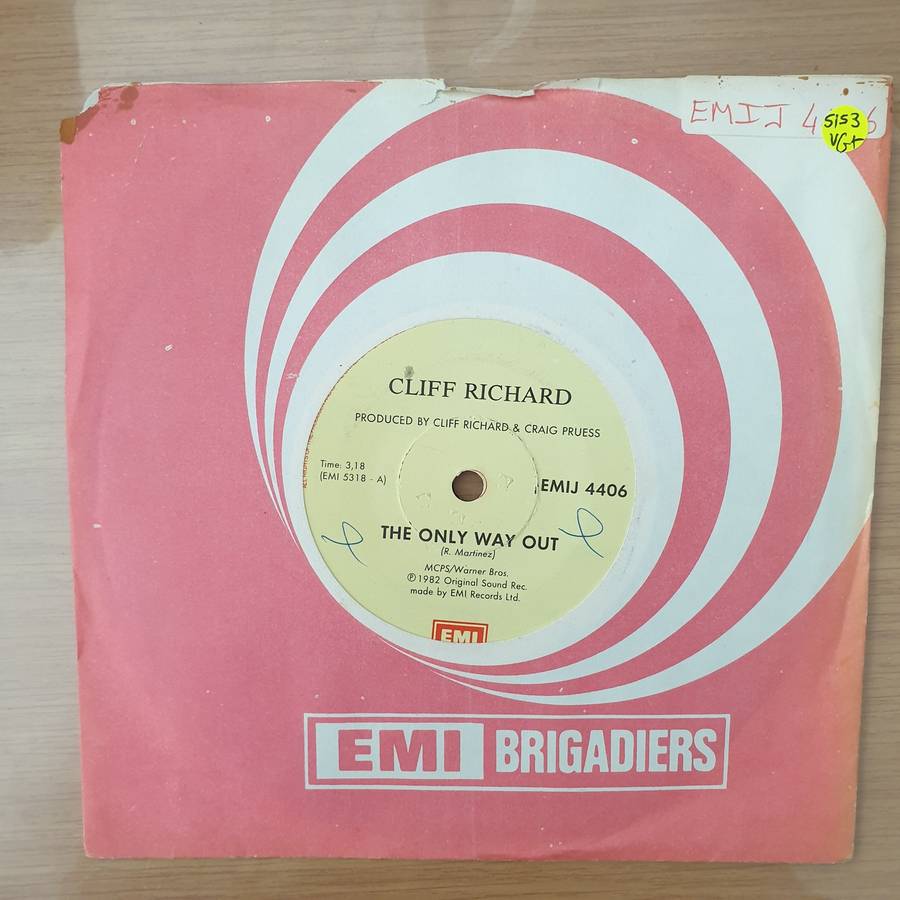 EMIJ 4 6
5153
VG+
CLIFF RICHARD
PRODUCED BY CLIFF RICHARD & CRAIG PRUESS
Time: 3,18
(EMI 5318 - A)
EMIJ 4406
THE ONLY WAY OUT
(R. Martinez)
MCPS/Warner Bros.
℗ 1982 Original Sound Rec.
made by EMI Records Ltd.
EMI
EMI BRIGADIERS